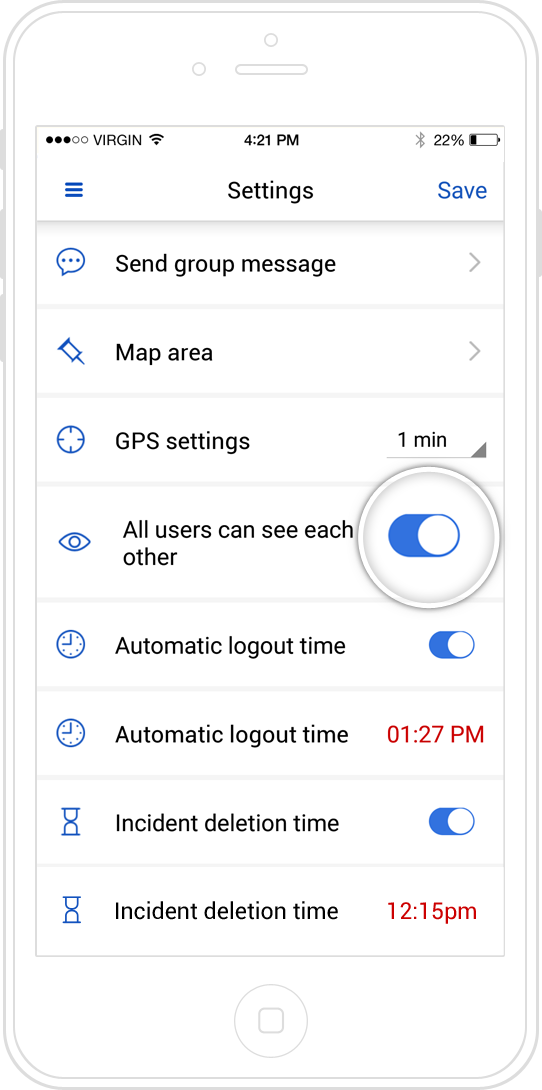 VIRGIN 4:21 PM 22%
Settings Save
Send group message
Map area
GPS settings 1 min
All users can see each
other
Automatic logout time
Automatic logout time 01:27 PM
Incident deletion time
Incident deletion time 12:15pm